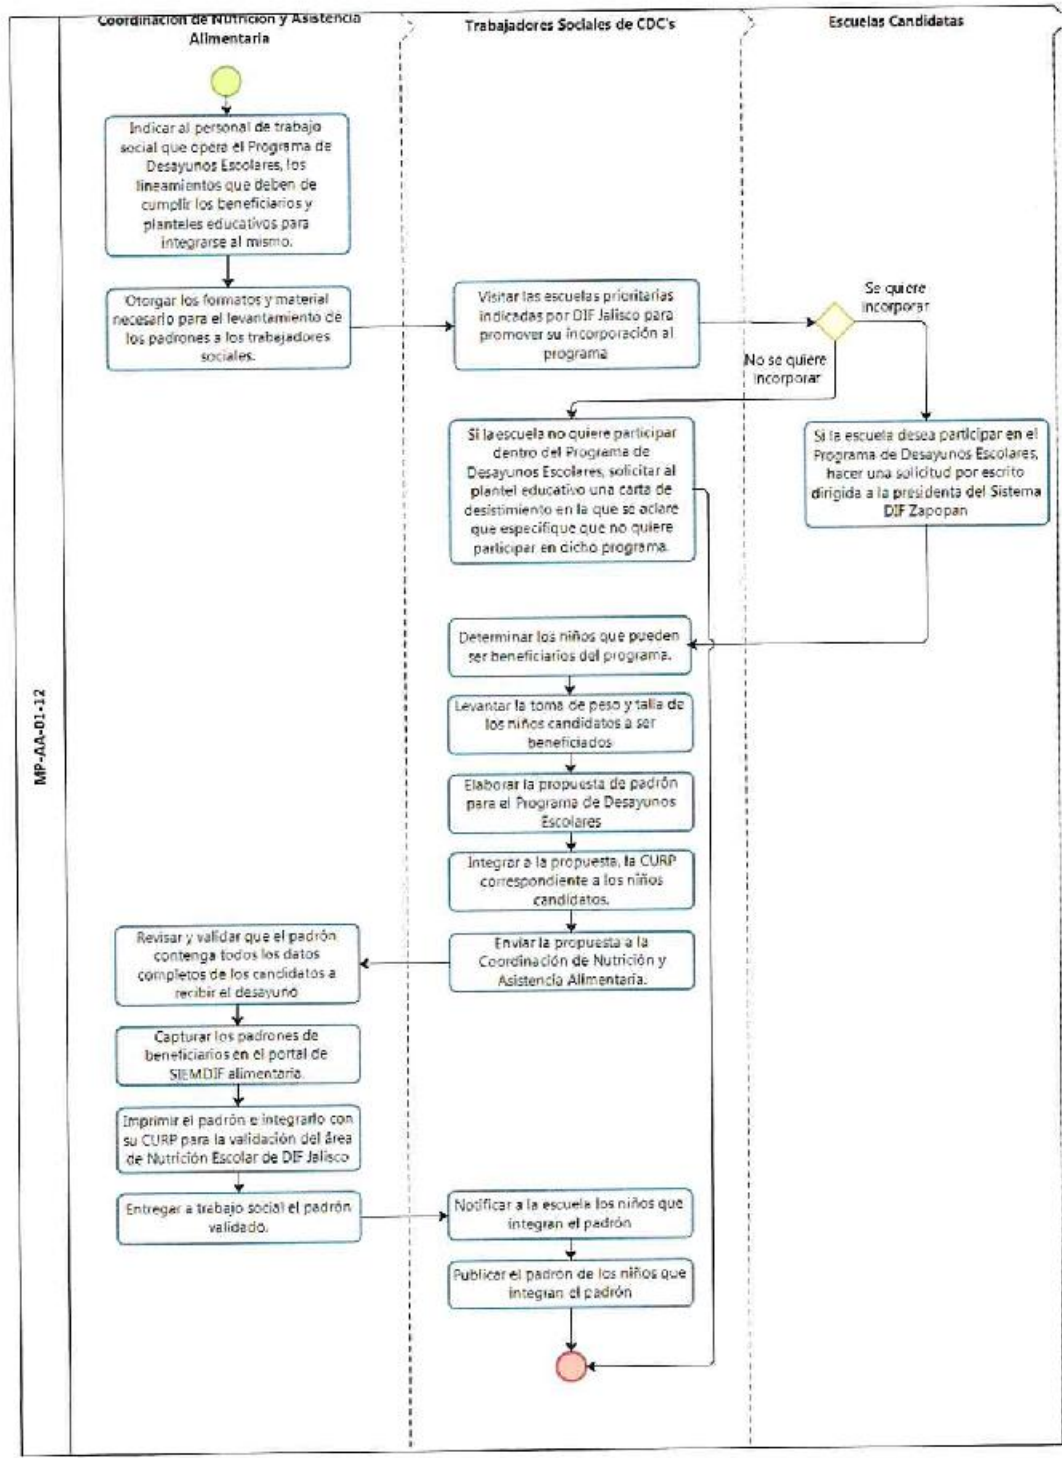 Coordinación de Nutrición y Asistencia
Alimentaria
Trabajadores Sociales de CDC's
Escuelas Candidatas
MP-AA-01-12
Indicar al personal de trabajo
social que opera el Programa de
Desayunos Escolares, los
lineamientos que deben de
cumplir los beneficiarios y
planteles educativos para
integrarse al mismo.
Otorgar los formatos y material
necesario para el levantamiento de
los padrones a los trabajadores
sociales.
Visitar las escuelas prioritarias
indicadas por DIF Jalisco para
promover su incorporación al
programa
Se quiere
incorporar
No se quiere
incorporar
Si la escuela no quiere participar
dentro del Programa de
Desayunos Escolares, solicitar al
plantel educativo una carta de
desistimiento en la que se aclare
que especifique que no quiere
participar en dicho programa.
Si la escuela desea participar en el
Programa de Desayunos Escolares,
hacer una solicitud por escrito
dirigida a la presidenta del Sistema
DIF Zapopan
Determinar los niños que pueden
ser beneficiarios del programa.
Levantar la toma de peso y talla de
los niños candidatos a ser
beneficiados
Elaborar la propuesta de padrón
para el Programa de Desayunos
Escolares
Integrar a la propuesta, la CURP
correspondiente a los niños
candidatos.
Enviar la propuesta a la
Coordinación de Nutrición y
Asistencia Alimentaria.
Revisar y validar que el padrón
contenga todos los datos
completos de los candidatos a
recibir el desayuno
Capturar los padrones de
beneficiarios en el portal de
SIEMDIF alimentaria.
Imprimir el padrón e integrarlo con
su CURP para la validación del área
de Nutrición Escolar de DIF Jalisco
Entregar a trabajo social el padrón
validado.
Notificar a la escuela los niños que
integran el padrón
Publicar el padrón de los niños que
integran el padrón